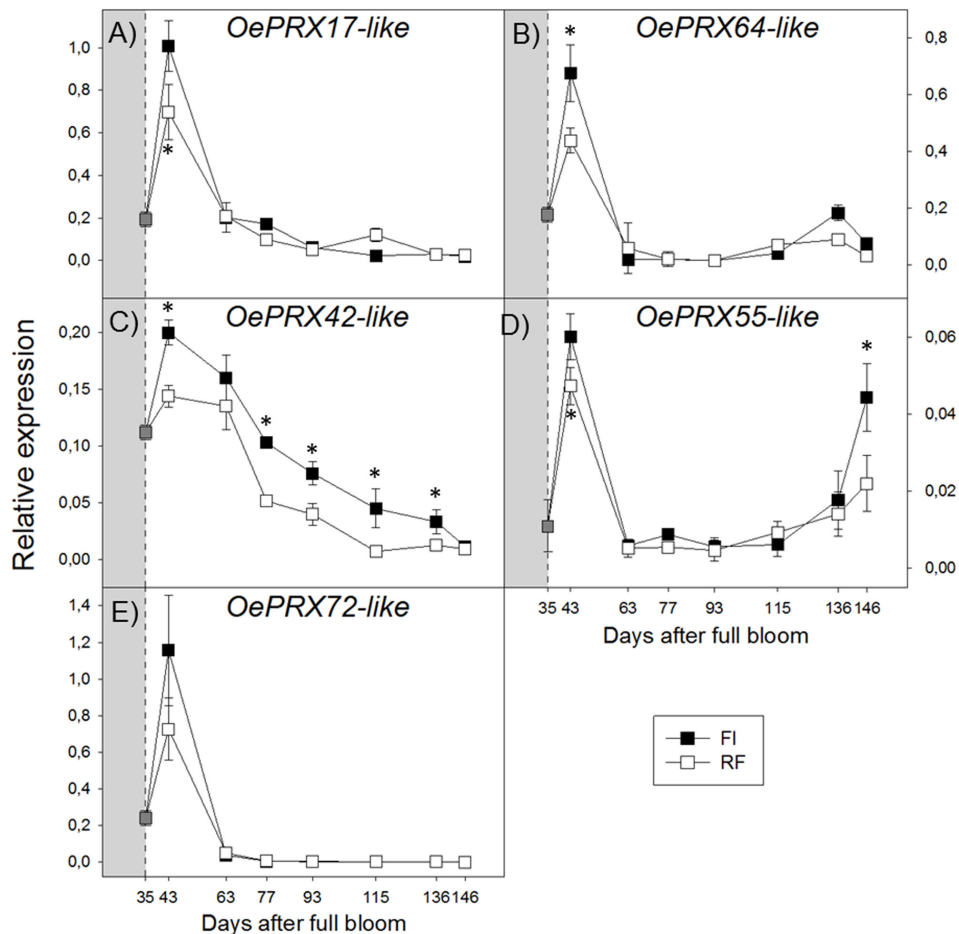 A) OePRX17-like
1,0
0,8
0,6
0,4
0,2
0,0
*
B) OePRX64-like
*
0,8
0,6
0,4
0,2
0,0
Relative expression
C) OePRX42-like
0,20
0,15
0,10
0,05
0,00
* * * * *
D) OePRX55-like
* *
0,06
0,04
0,02
0,00
35 43 63 77 93 115 136 146
Days after full bloom
E) OePRX72-like
1,4
1,2
1,0
0,8
0,6
0,4
0,2
0,0
35 43 63 77 93 115 136 146
Days after full bloom
FI
RF